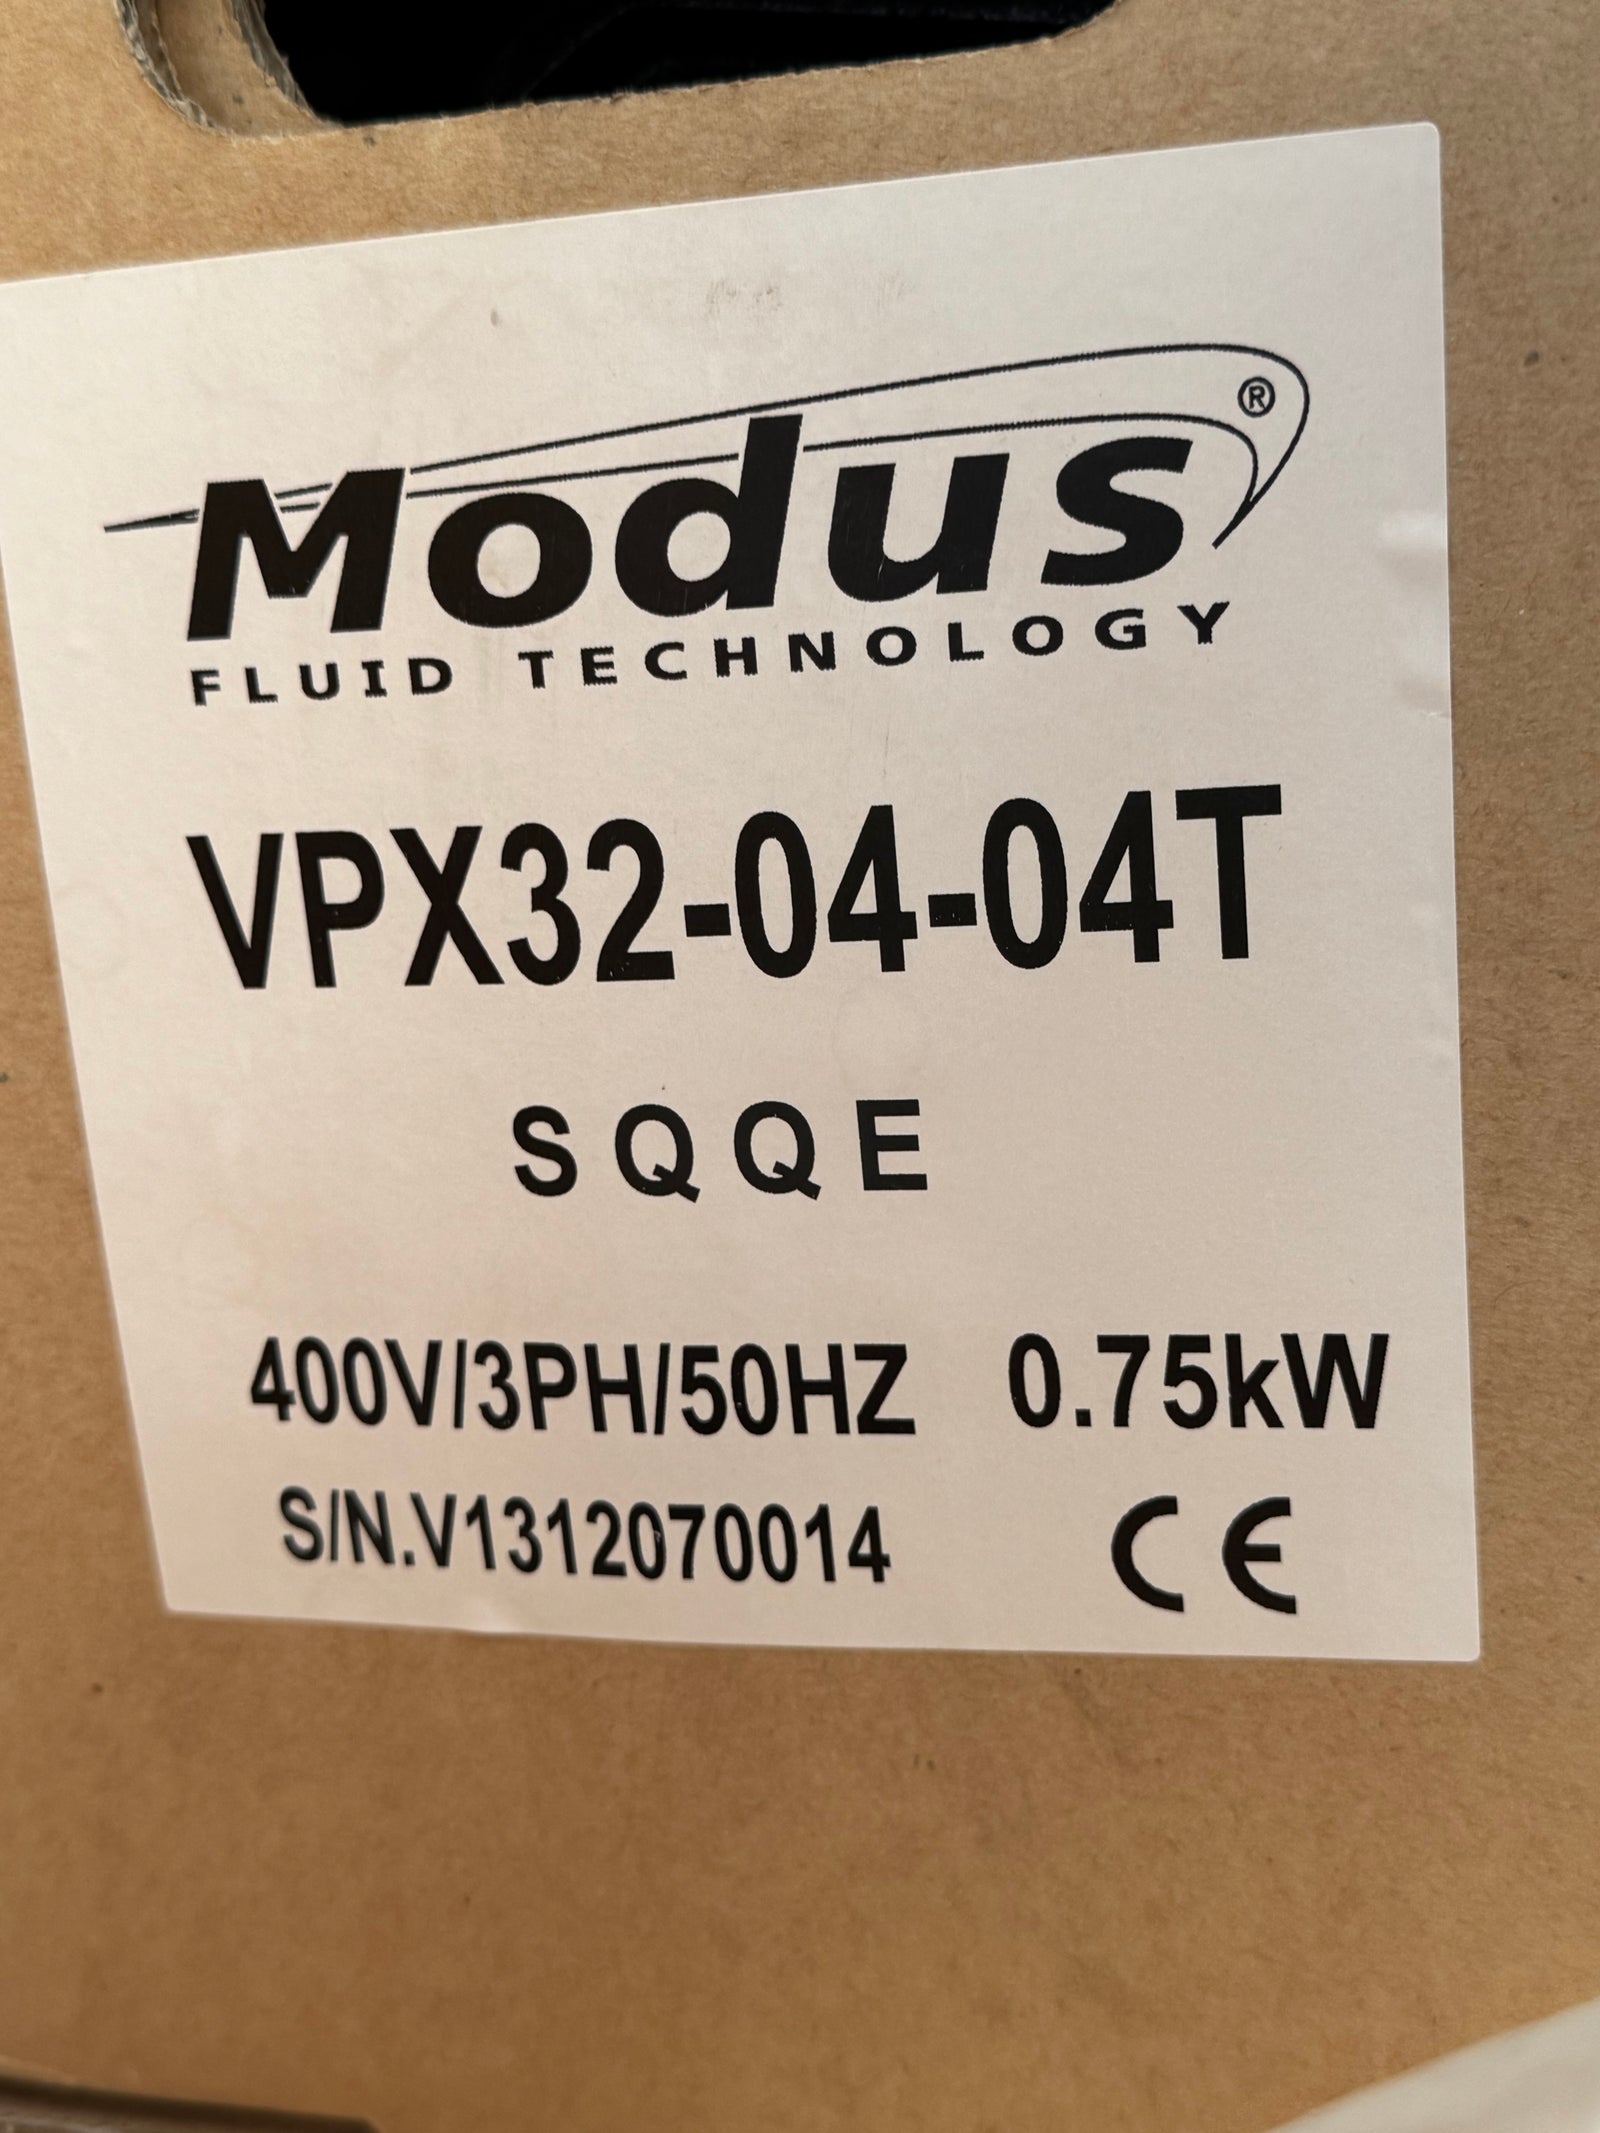 Modus®
FLUID TECHNOLOGY
VPX32-04-04T
SQQE
400V/3PH/50HZ 0.75kW
S/N.V1312070014 CE